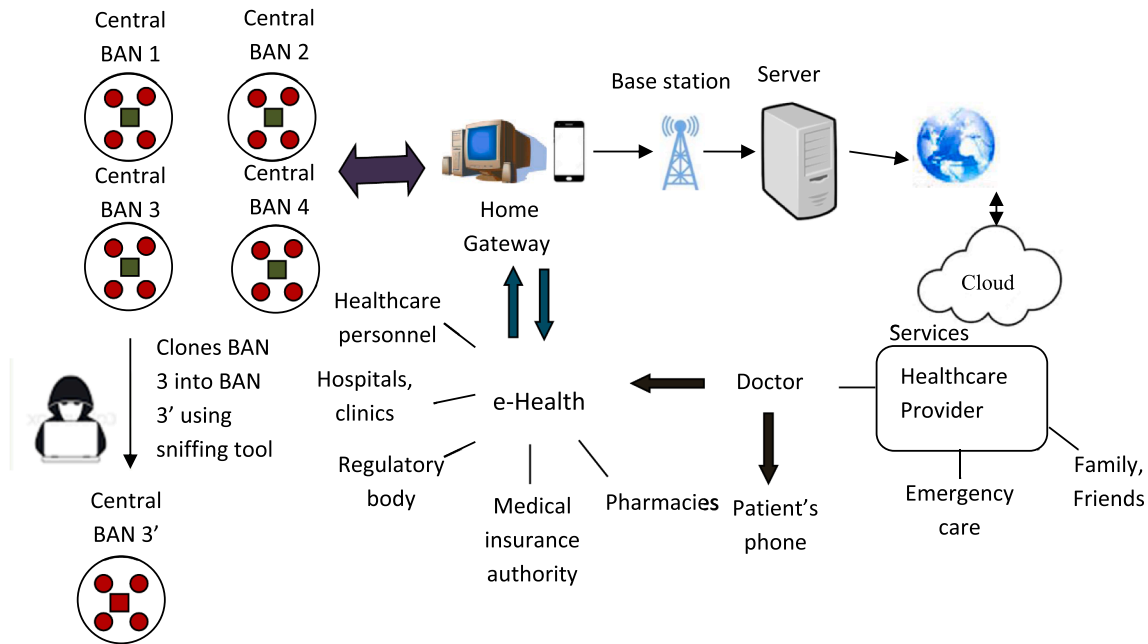 Central
BAN 1
Central
BAN 2
Base station
Server
Central
BAN 3
Central
BAN 4
Home
Gateway
Cloud
Healthcare
personnel
Services
Clones BAN
3 into BAN
3’ using
sniffing tool
Hospitals,
clinics
e-Health
Doctor
Healthcare
Provider
Regulatory
body
Medical
insurance
authority
Pharmacies
Patient’s
phone
Emergency
care
Family,
Friends
Central
BAN 3’